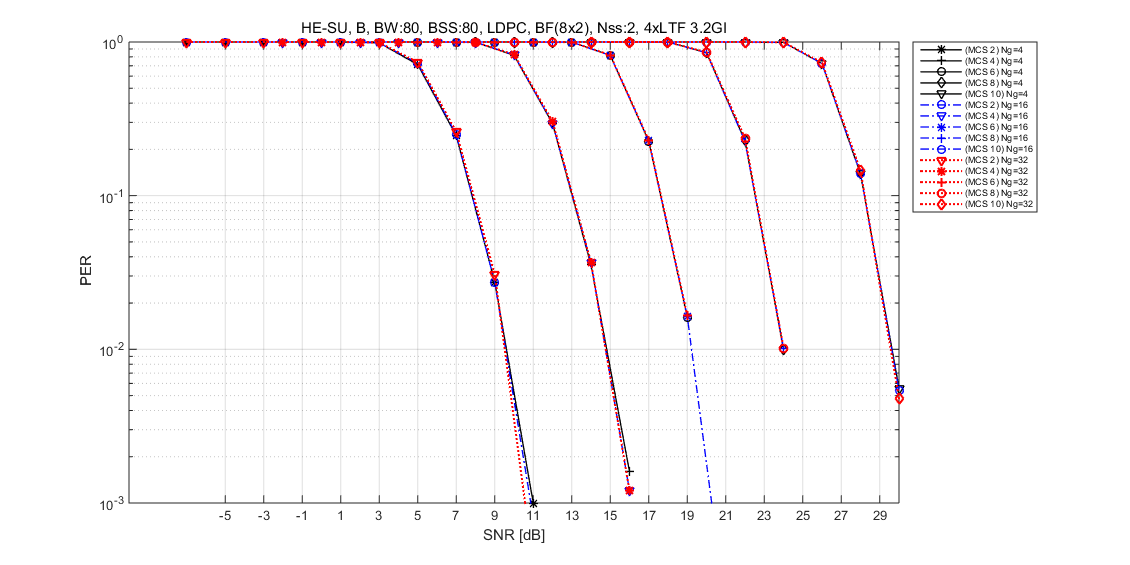 HE-SU, B, BW:80, BSS:80, LDPC, BF(8x2), Nss:2, 4xLTF 3.2GI
10^0
10^-1
10^-2
10^-3
PER
-5 -3 -1 1 3 5 7 9 11 13 15 17 19 21 23 25 27 29
SNR [dB]
(MCS 2) Ng=4
(MCS 4) Ng=4
(MCS 6) Ng=4
(MCS 8) Ng=4
(MCS 10) Ng=4
(MCS 2) Ng=16
(MCS 4) Ng=16
(MCS 6) Ng=16
(MCS 8) Ng=16
(MCS 10) Ng=16
(MCS 2) Ng=32
(MCS 4) Ng=32
(MCS 6) Ng=32
(MCS 8) Ng=32
(MCS 10) Ng=32